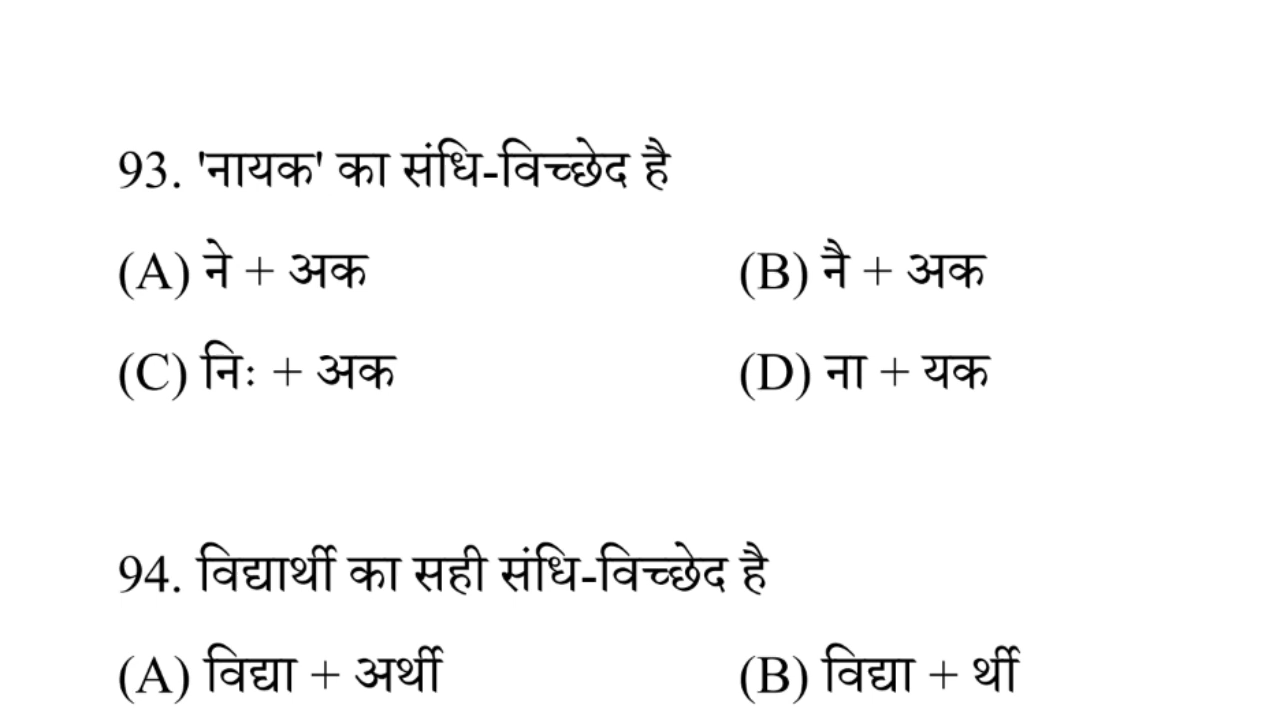 93. 'नायक' का संधि-विच्छेद है
(A) ने + अक (B) नै + अक
(C) निः + अक (D) ना + यक
94. विद्यार्थी का सही संधि-विच्छेद है
(A) विद्या + अर्थी (B) विद्या + र्थी